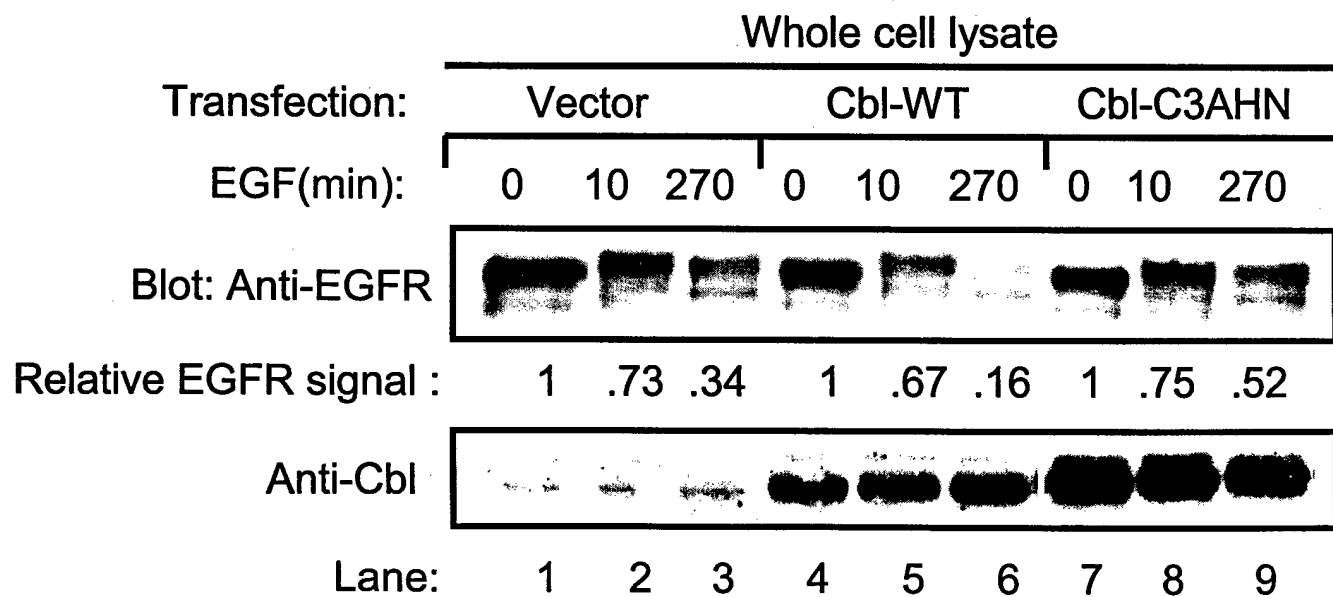 Whole cell lysate
Transfection: Vector Cbl-WT Cbl-C3AHN
EGF(min): 0 10 270 0 10 270 0 10 270
Blot: Anti-EGFR
Relative EGFR signal : 1 .73 .34 1 .67 .16 1 .75 .52
Anti-Cbl
Lane: 1 2 3 4 5 6 7 8 9